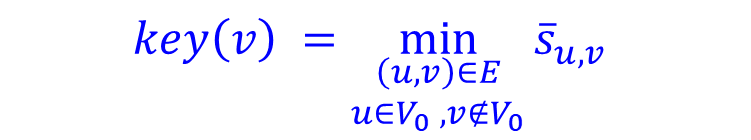 key(v) = min s̄u,v
(u,v)∈E
u∈V0 ,v∉V0